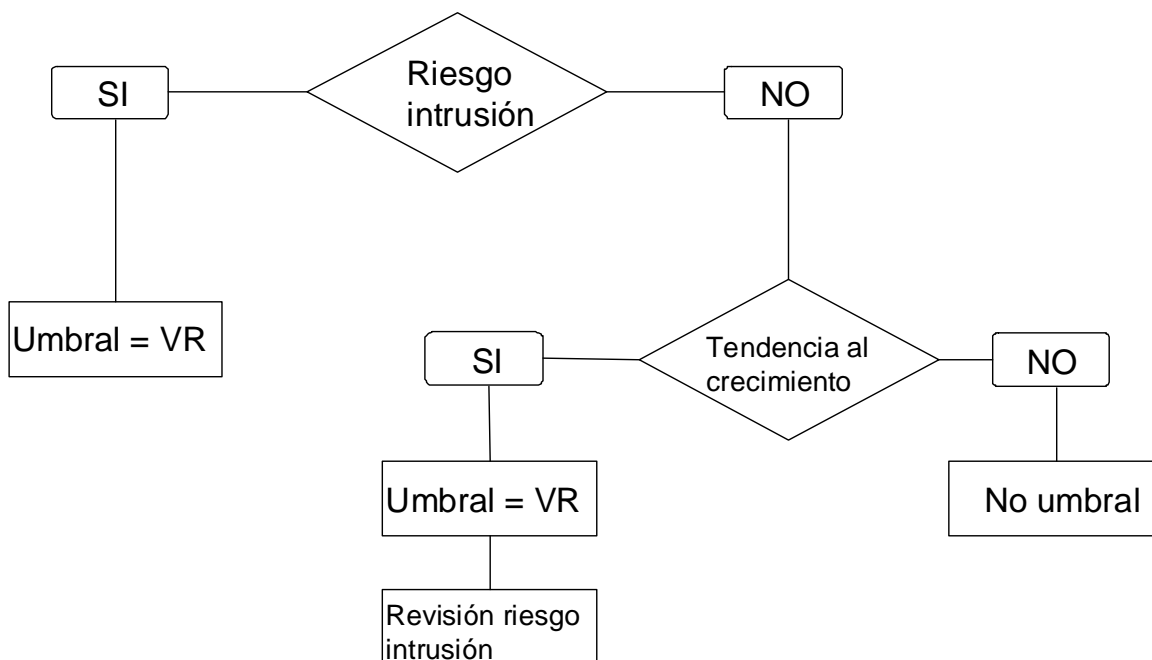 Riesgo
intrusión
SI
NO
Umbral = VR
Tendencia al
crecimiento
SI
NO
Umbral = VR
No umbral
Revisión riesgo
intrusión